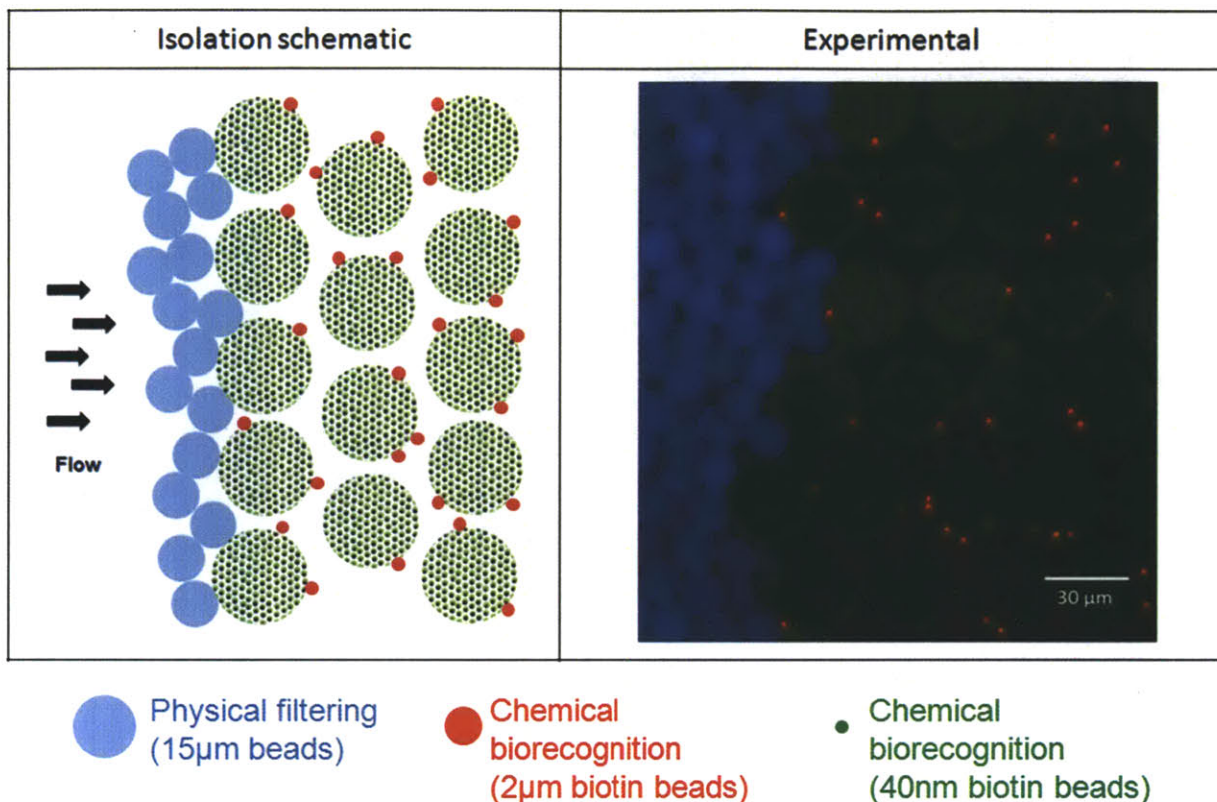 Isolation schematic
Experimental
Flow
30 µm
Physical filtering
(15µm beads)
Chemical
biorecognition
(2µm biotin beads)
Chemical
biorecognition
(40nm biotin beads)